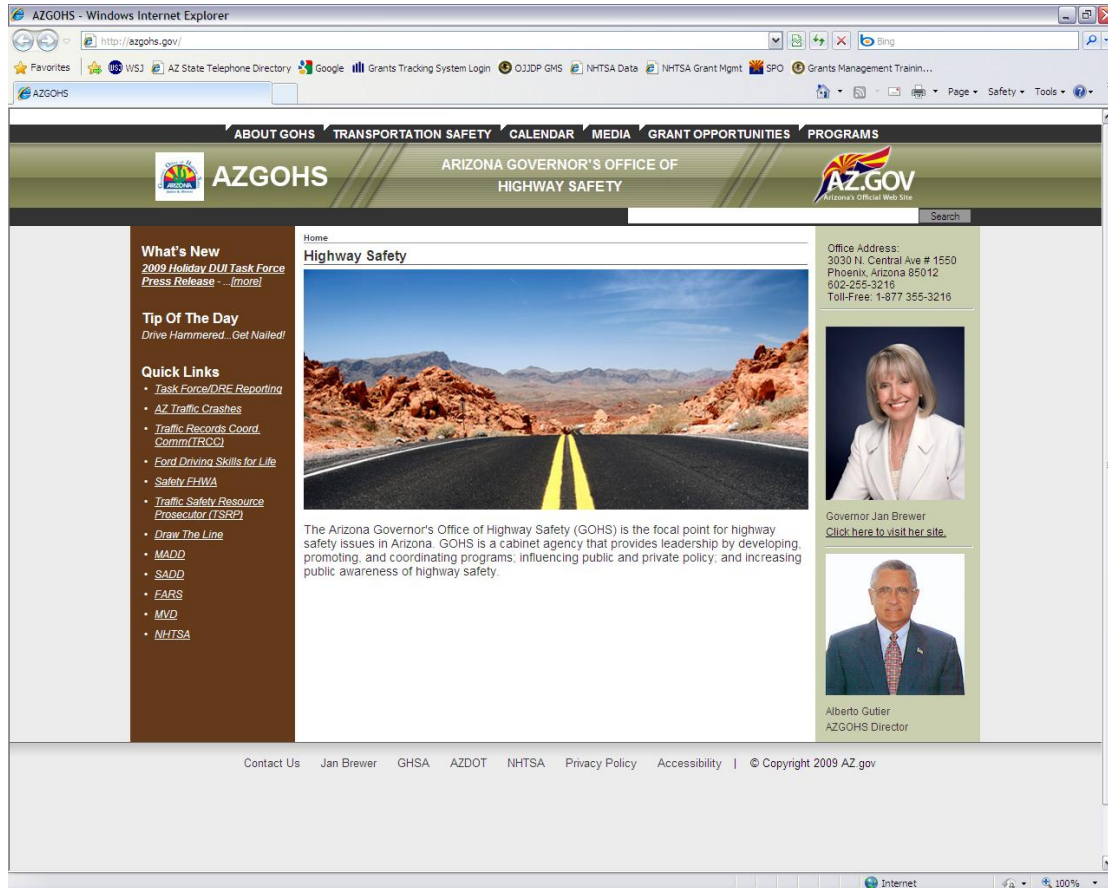 AZGOHS - Windows Internet Explorer
http://azgohs.gov/
Bing
Favorites WSJ AZ State Telephone Directory Google Grants Tracking System Login OJJDP GMS NHTSA Data NHTSA Grant Mgmt SPO Grants Management Trainin...
AZGOHS
Page Safety Tools
ABOUT GOHS TRANSPORTATION SAFETY CALENDAR MEDIA GRANT OPPORTUNITIES PROGRAMS
ARIZONA
AZGOHS
ARIZONA GOVERNOR'S OFFICE OF
HIGHWAY SAFETY
AZ.GOV
Arizona's Official Web Site
Search
What's New
2009 Holiday DUI Task Force
Press Release - ...[more]
Tip Of The Day
Drive Hammered...Get Nailed!
Quick Links
• Task Force/DRE Reporting
• AZ Traffic Crashes
• Traffic Records Coord.
Comm(TRCC)
• Ford Driving Skills for Life
• Safety FHWA
• Traffic Safety Resource
Prosecutor (TSRP)
• Draw The Line
• MADD
• SADD
• FARS
• MVD
• NHTSA
Home
Highway Safety
The Arizona Governor's Office of Highway Safety (GOHS) is the focal point for highway
safety issues in Arizona. GOHS is a cabinet agency that provides leadership by developing,
promoting, and coordinating programs; influencing public and private policy; and increasing
public awareness of highway safety.
Office Address:
3030 N. Central Ave # 1550
Phoenix, Arizona 85012
602-255-3216
Toll-Free: 1-877 355-3216
Governor Jan Brewer
Click here to visit her site.
Alberto Gutier
AZGOHS Director
Contact Us Jan Brewer GHSA AZDOT NHTSA Privacy Policy Accessibility | © Copyright 2009 AZ.gov
Internet 100%